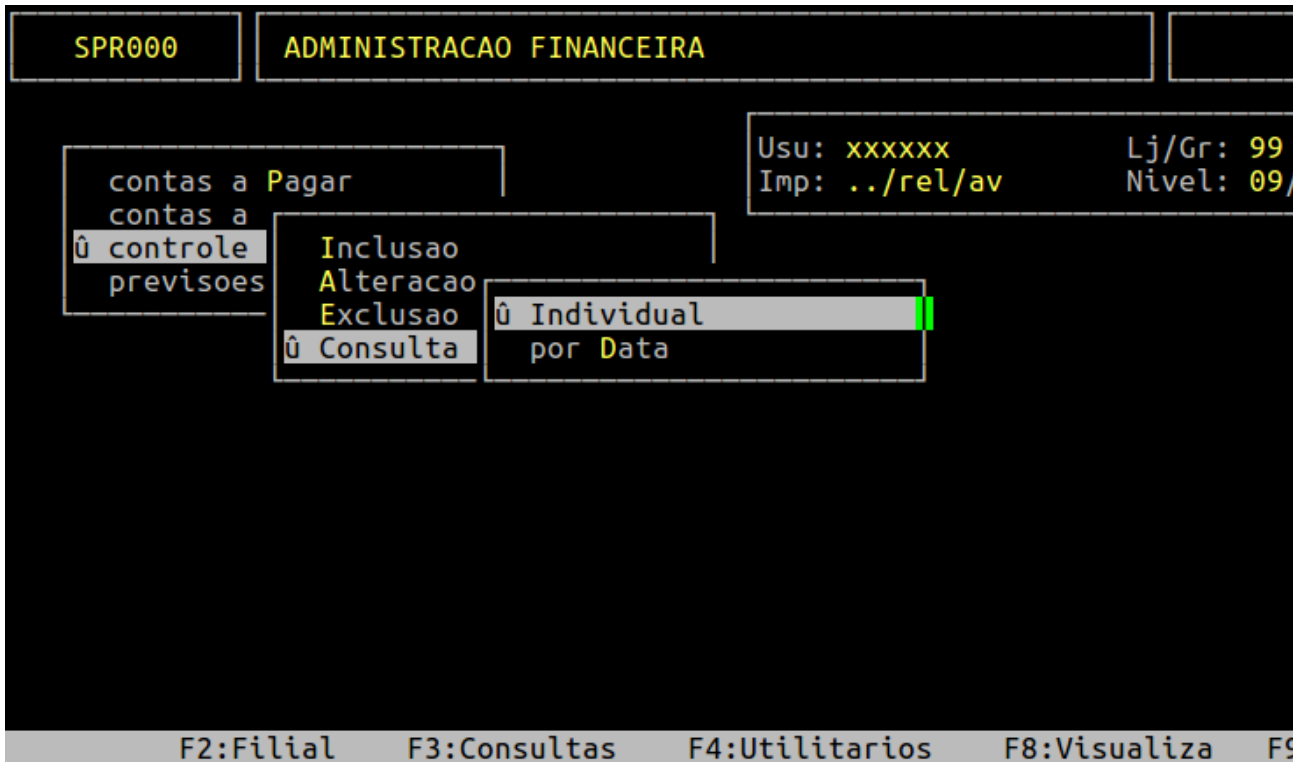 SPR000 ADMINISTRACAO FINANCEIRA
Usu: xxxxxx Lj/Gr: 99
contas a Pagar Imp: ../rel/av Nivel: 09/
contas a
û controle Inclusao
previsoes Alteracao
Exclusao û Individual
û Consulta por Data
F2:Filial F3:Consultas F4:Utilitarios F8:Visualiza F9